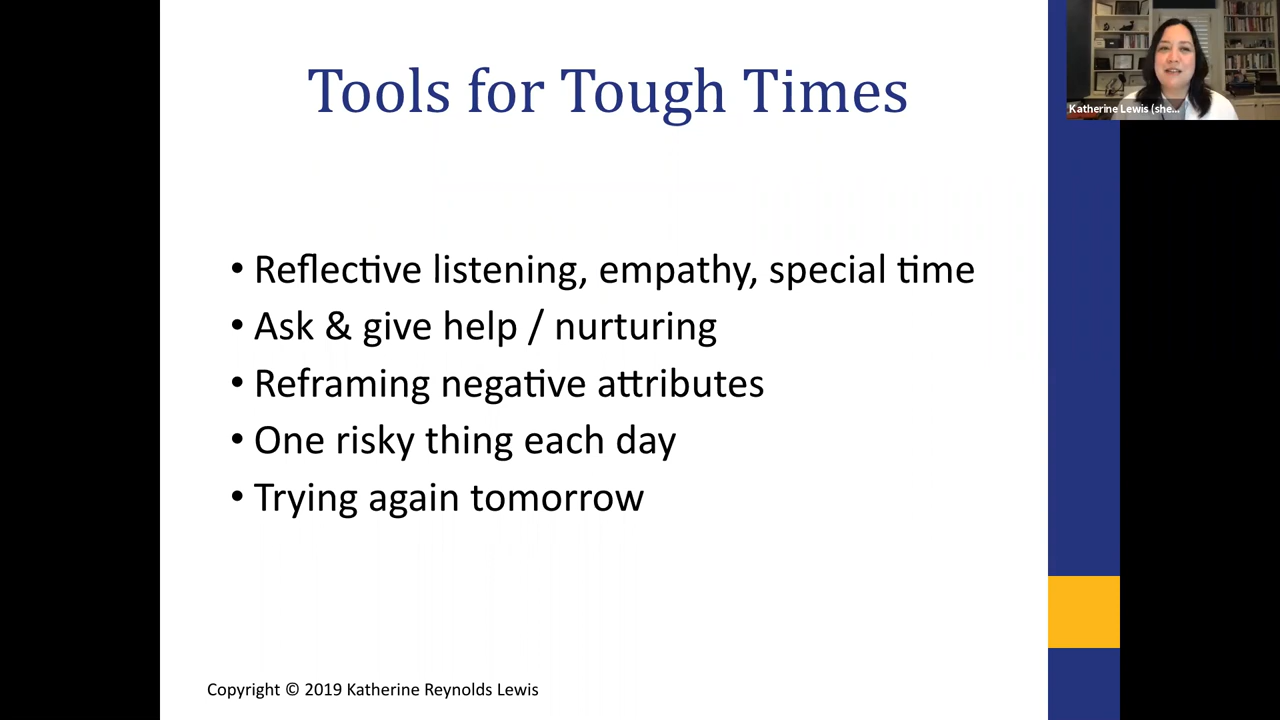 Tools for Tough Times
Katherine Lewis (she...
• Reflective listening, empathy, special time
• Ask & give help / nurturing
• Reframing negative attributes
• One risky thing each day
• Trying again tomorrow
Copyright © 2019 Katherine Reynolds Lewis